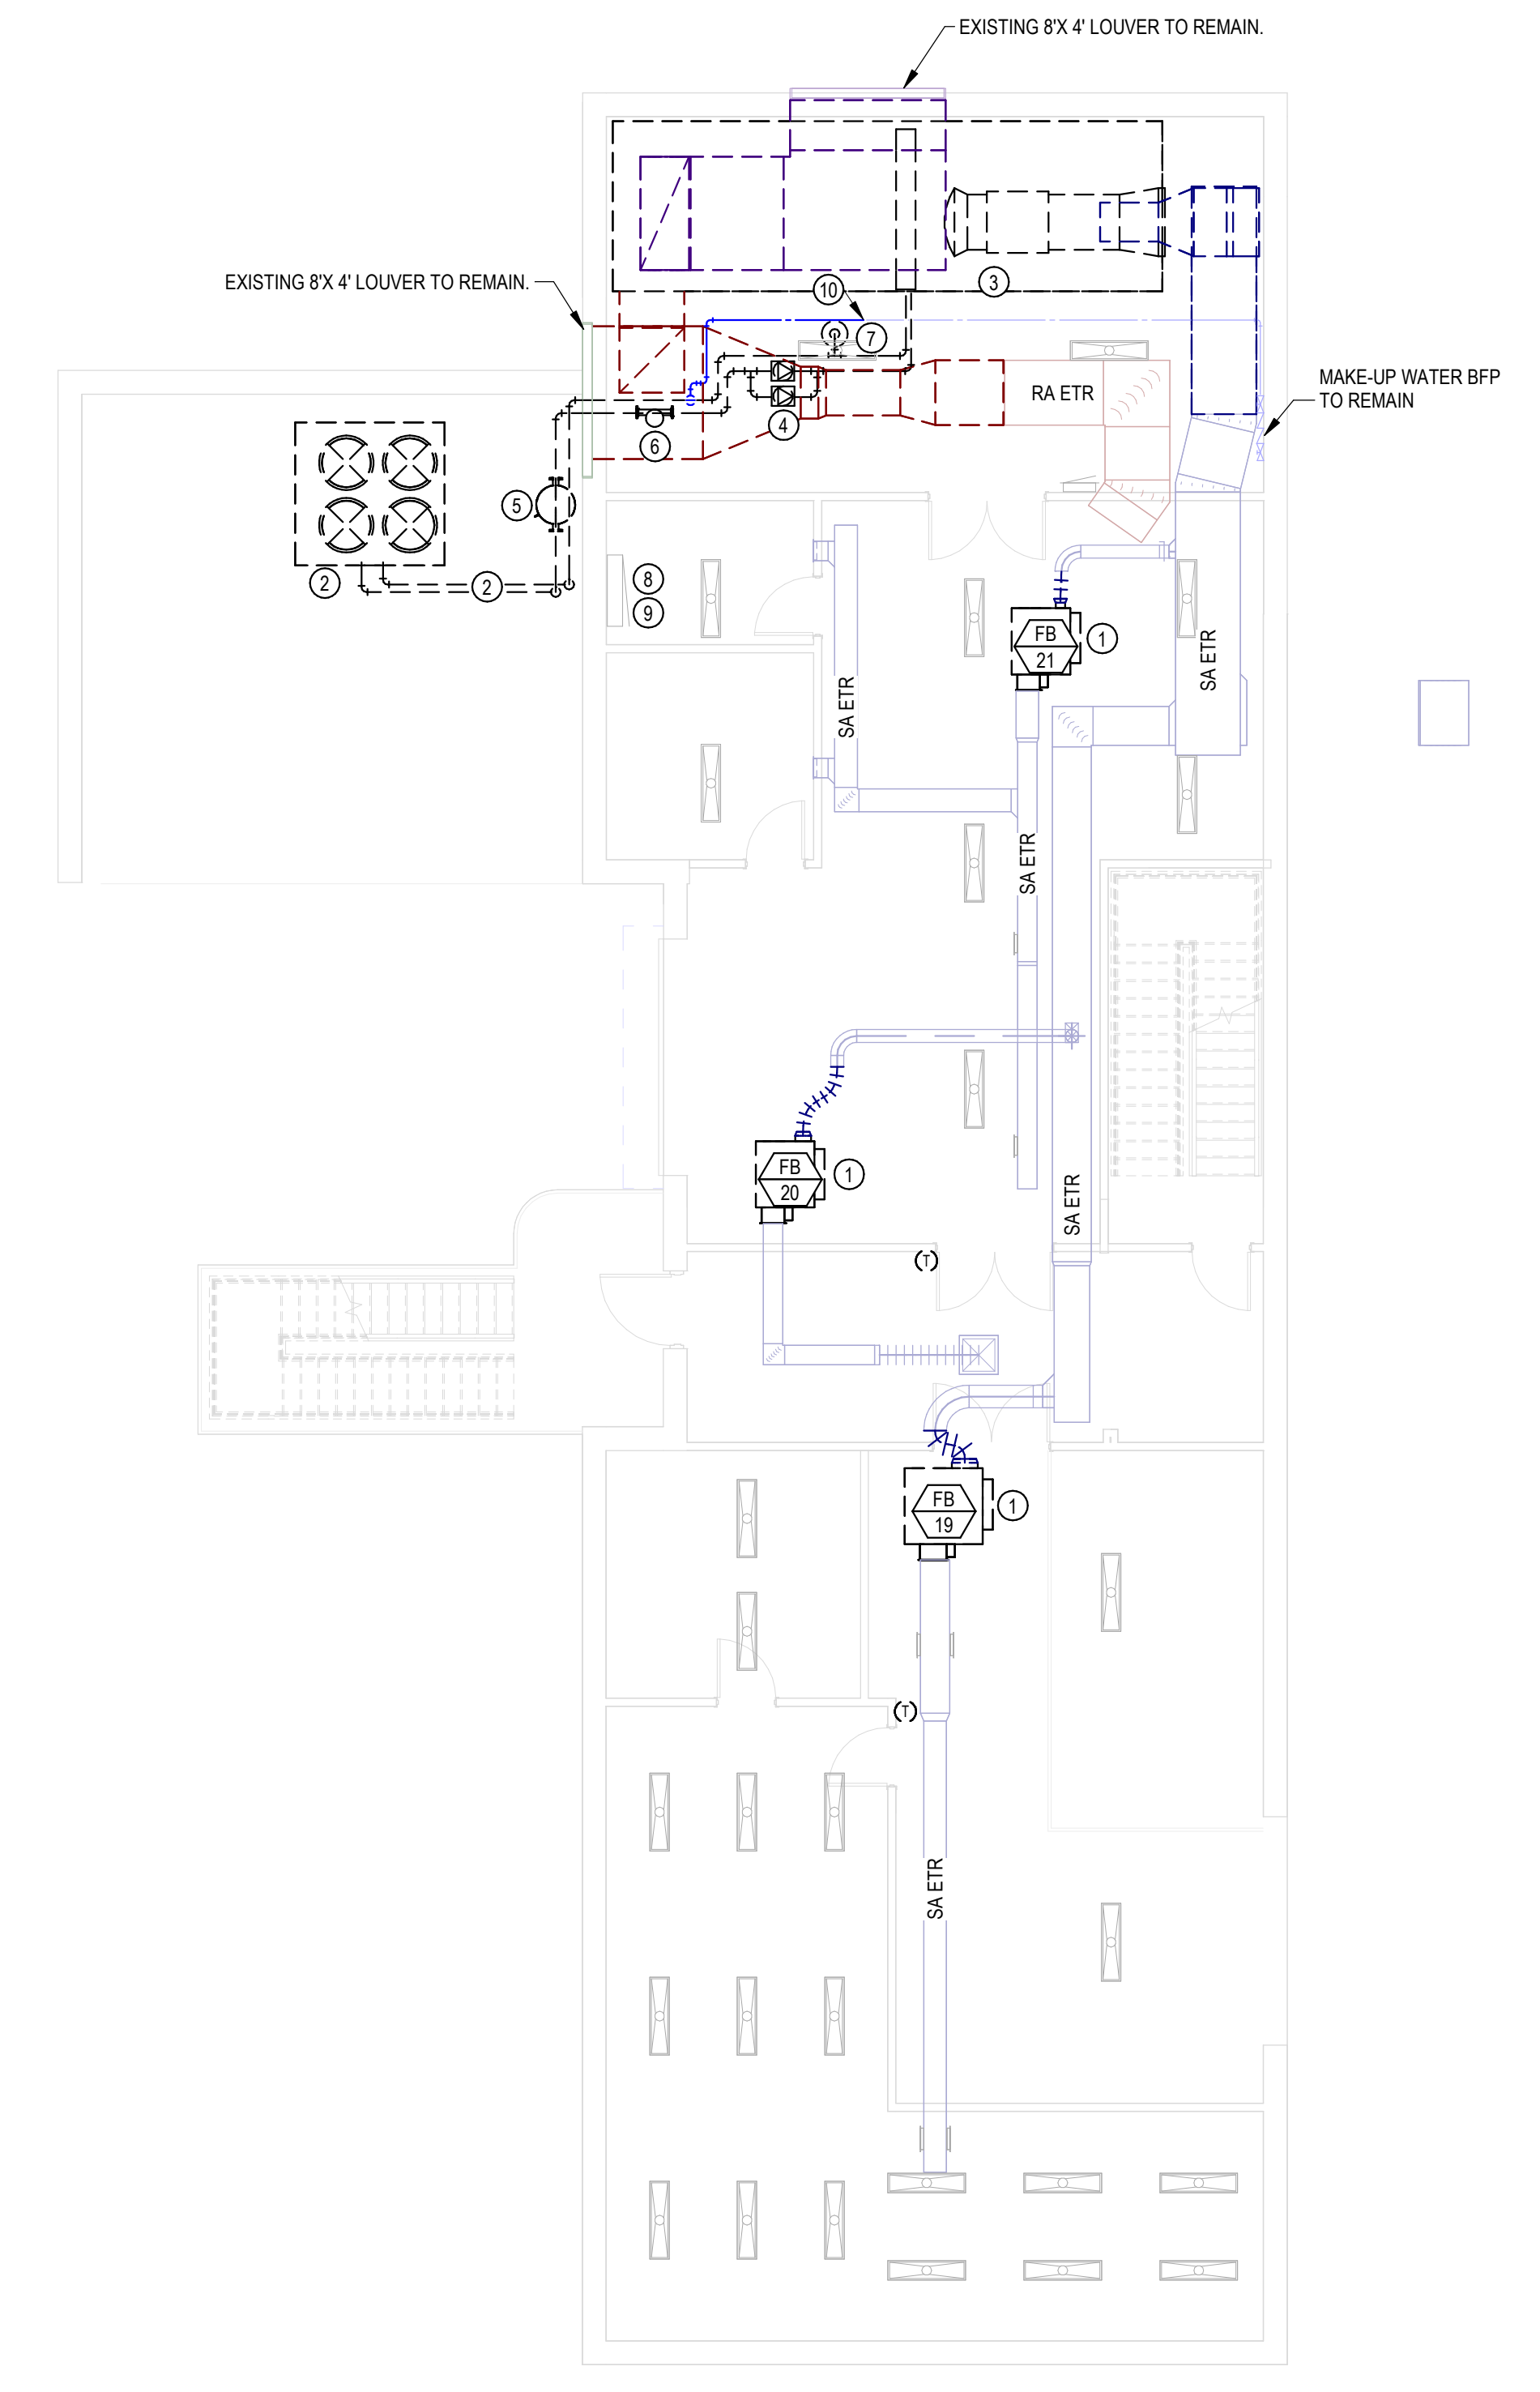 EXISTING 8'X 4' LOUVER TO REMAIN.
EXISTING 8'X 4' LOUVER TO REMAIN.
10
3
7
RA ETR
MAKE-UP WATER BFP
TO REMAIN
4
6
5
2
2
8
9
FB
21
1
SA ETR
SA ETR
SA ETR
FB
20
1
SA ETR
(T)
FB
19
1
(T)
SA ETR